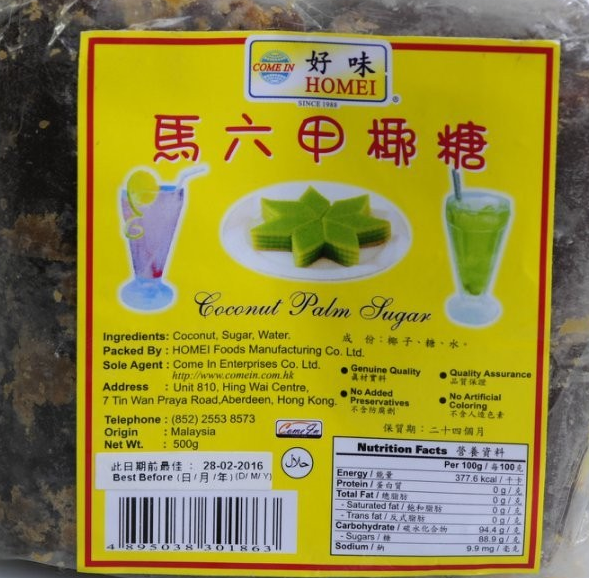 COME IN 好味
HOMEI
SINCE 1988 ®
馬六甲椰糖
Coconut Palm Sugar
Ingredients: Coconut, Sugar, Water.
成 份：椰子、糖、水。
Packed By : HOMEI Foods Manufacturing Co. Ltd.
Sole Agent : Come In Enterprises Co. Ltd.
http://www.comein.com.hk
Address : Unit 810, Hing Wai Centre,
7 Tin Wan Praya Road,Aberdeen, Hong Kong.
Telephone : (852) 2553 8573
Origin : Malaysia
Net Wt. : 500g
● Genuine Quality
真材實料
● Quality Assurance
品質保證
● No Added
Preservatives
不含防腐劑
● No Artificial
Coloring
不含人造色素
Come In
保質期：二十四個月
此日期前最佳： 28-02-2016
Best Before (日/月/年) (D/ M/ Y)
حلال
4 895038 301863
Nutrition Facts 營養資料
Per 100g / 每100克
Energy / 能量 377.6 kcal / 千卡
Protein / 蛋白質 0 g / 克
Total Fat / 總脂肪 0 g / 克
- Saturated fat / 飽和脂肪 0 g / 克
- Trans fat / 反式脂肪 0 g / 克
Carbohydrate / 碳水化合物 94.4 g / 克
- Sugars / 糖 88.9 g / 克
Sodium / 鈉 9.9 mg / 毫克